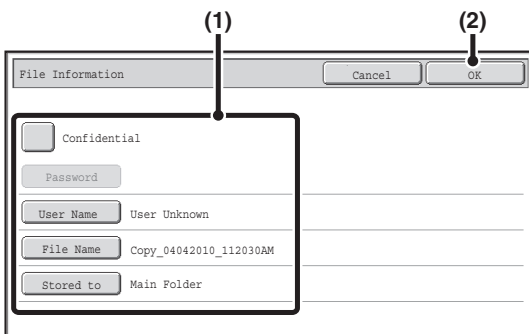 (1) (2)
File Information Cancel OK
Confidential
Password
User Name User Unknown
File Name Copy_04042010_112030AM
Stored to Main Folder